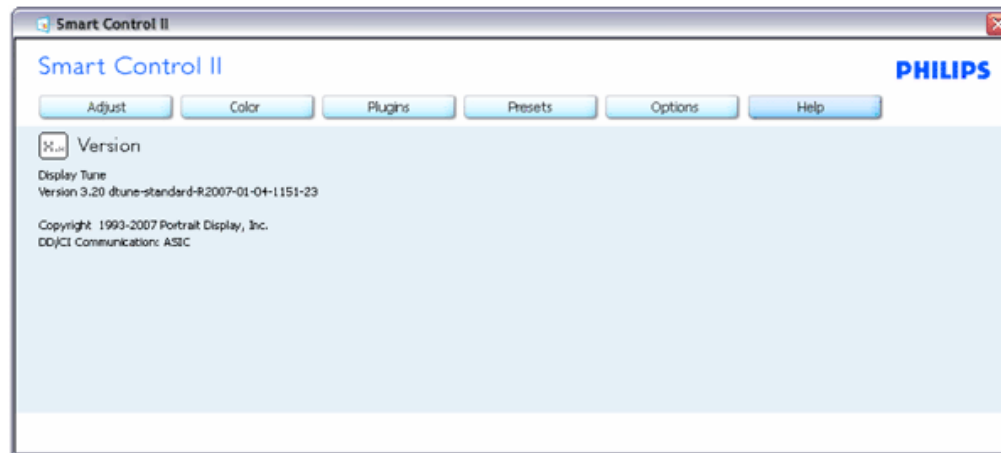 Smart Control II
Smart Control II
PHILIPS
Adjust Color Plugins Presets Options Help
Version
Display Tune
Version 3.20 dtune-standard-R2007-01-04-1151-23
Copyright 1993-2007 Portrait Display, Inc.
DD/CI Communication: ASIC